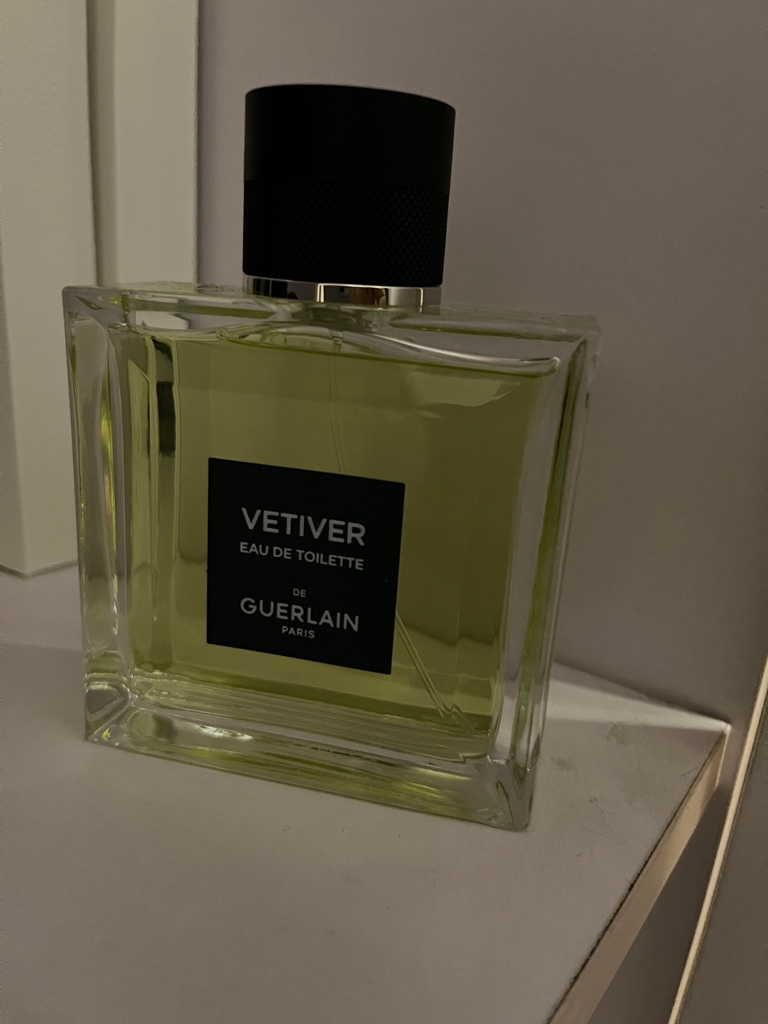 VETIVER
EAU DE TOILETTE
DE
GUERLAIN
PARIS